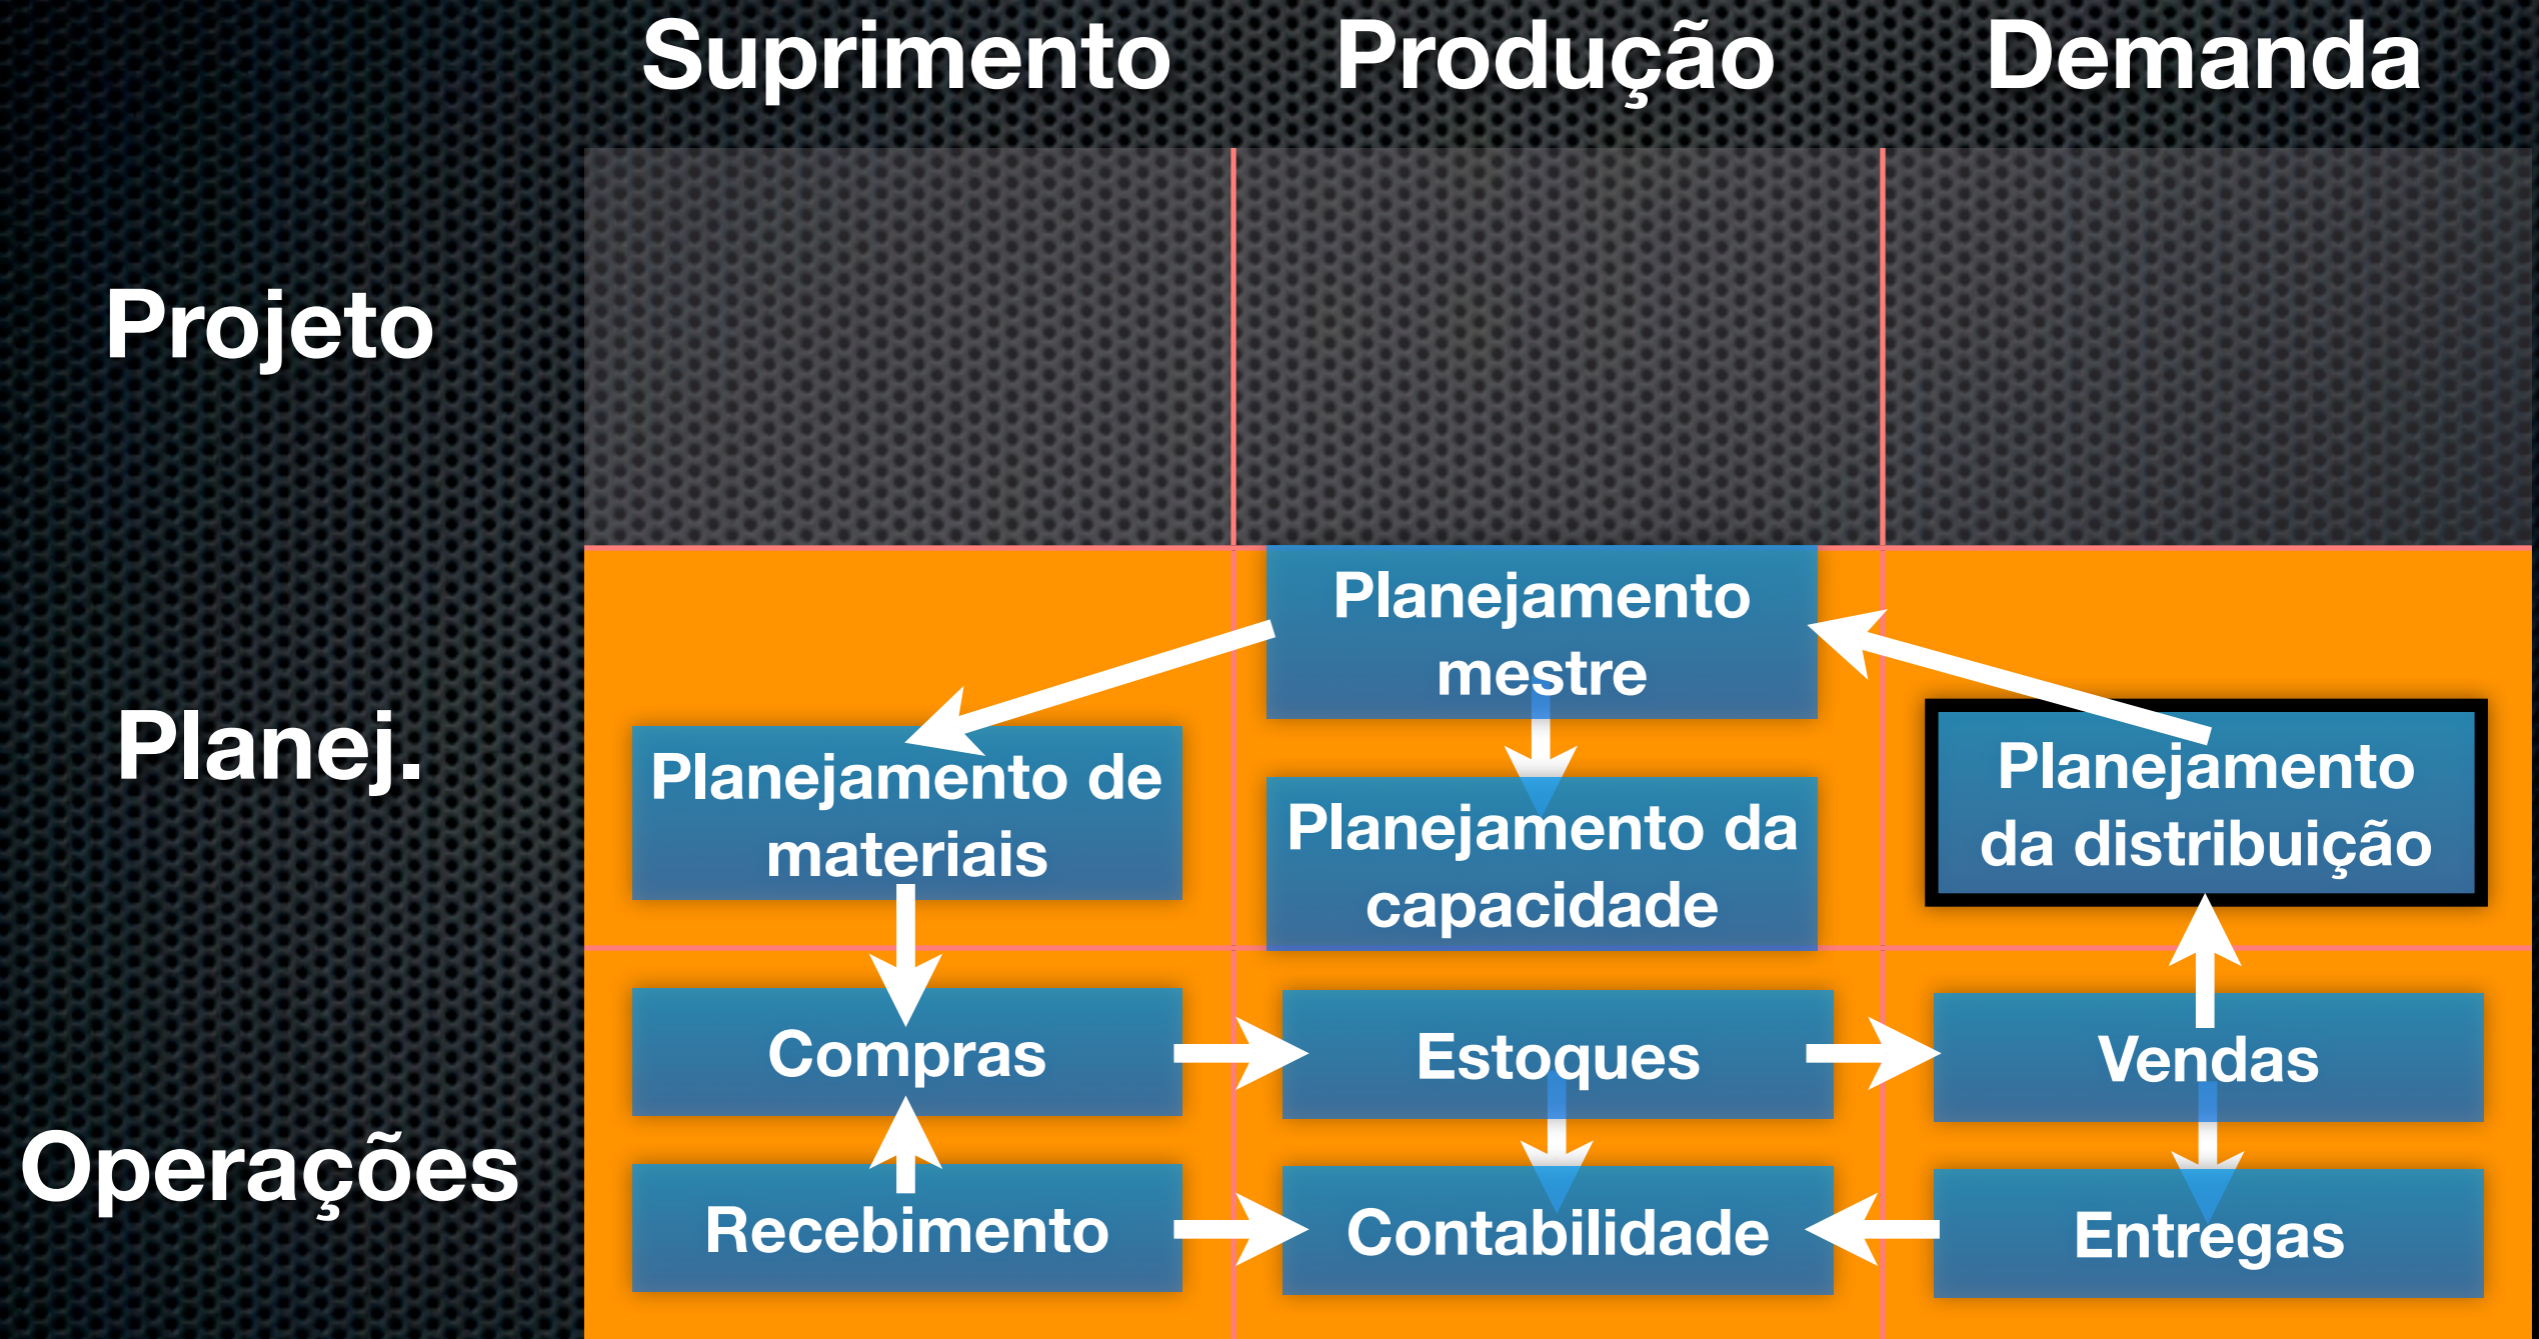 Suprimento
Produção
Demanda
Projeto
Planej.
Planejamento
mestre
Planejamento de
materiais
Planejamento da
capacidade
Planejamento
da distribuição
Operações
Compras
Estoques
Vendas
Recebimento
Contabilidade
Entregas